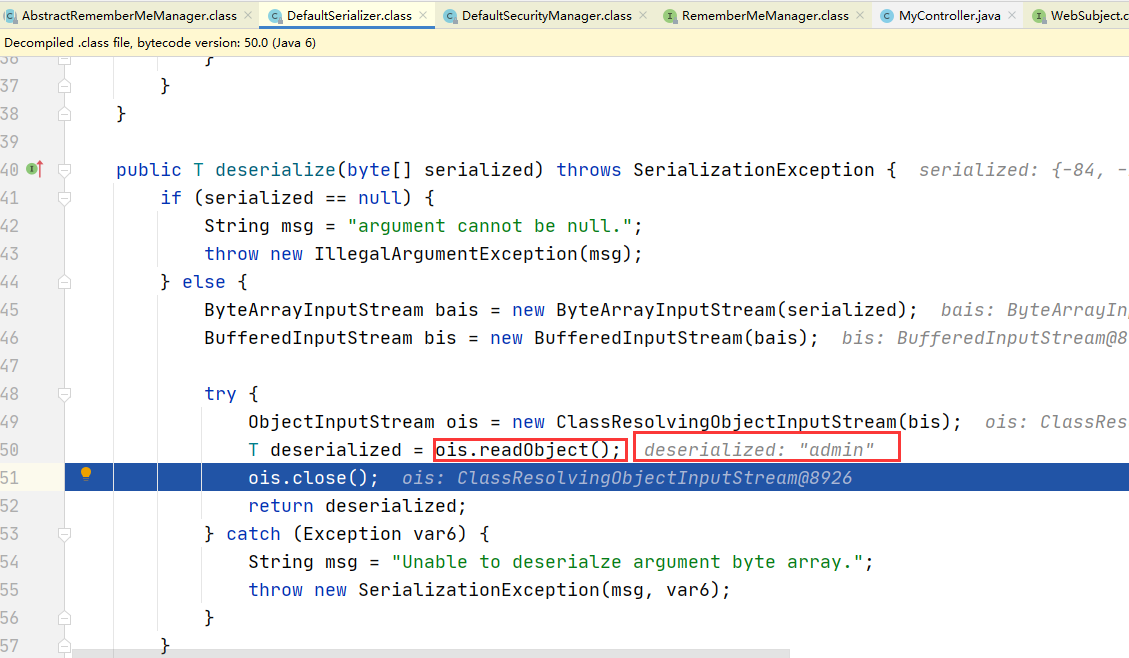 AbstractRememberMeManager.class DefaultSerializer.class DefaultSecurityManager.class RememberMeManager.class MyController.java WebSubject.c
Decompiled .class file, bytecode version: 50.0 (Java 6)
36 }
37 }
38 }
39
40 public T deserialize(byte[] serialized) throws SerializationException { serialized: {-84, -
41 if (serialized == null) {
42 String msg = "argument cannot be null.";
43 throw new IllegalArgumentException(msg);
44 } else {
45 ByteArrayInputStream bais = new ByteArrayInputStream(serialized); bais: ByteArrayIn
46 BufferedInputStream bis = new BufferedInputStream(bais); bis: BufferedInputStream@8
47
48 try {
49 ObjectInputStream ois = new ClassResolvingObjectInputStream(bis); ois: ClassRes
50 T deserialized = ois.readObject(); deserialized: "admin"
51 ois.close(); ois: ClassResolvingObjectInputStream@8926
52 return deserialized;
53 } catch (Exception var6) {
54 String msg = "Unable to deserialze argument byte array.";
55 throw new SerializationException(msg, var6);
56 }
57 }